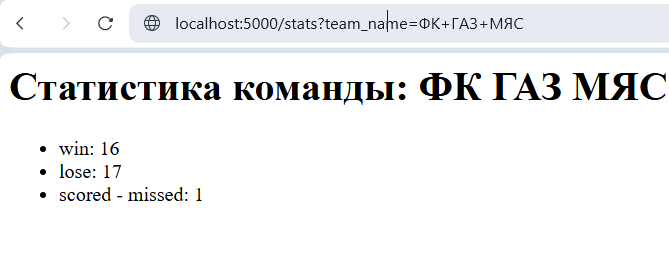 localhost:5000/stats?team_name=ФК+ГАЗ+МЯС
Статистика команды: ФК ГАЗ МЯС
win: 16
lose: 17
scored - missed: 1